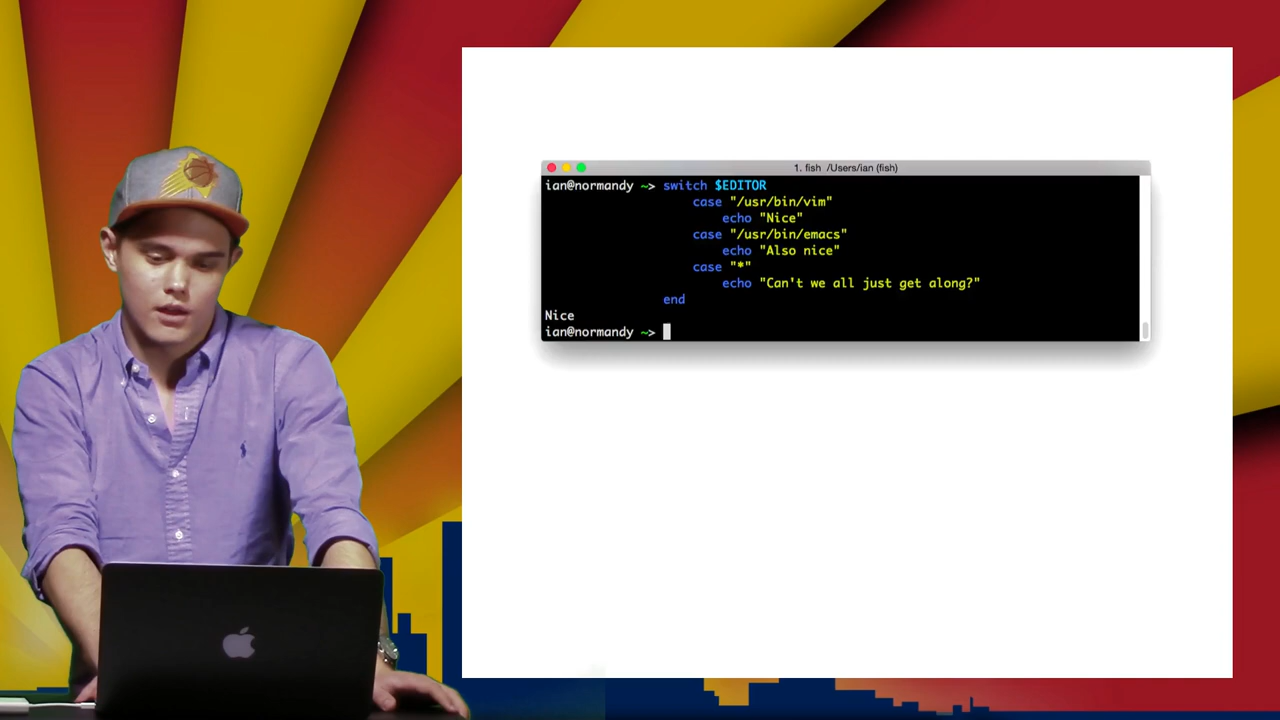 1. fish /Users/ian (fish)
ian@normandy ~> switch $EDITOR
case "/usr/bin/vim"
echo "Nice"
case "/usr/bin/emacs"
echo "Also nice"
case "*"
echo "Can't we all just get along?"
end
Nice
ian@normandy ~>